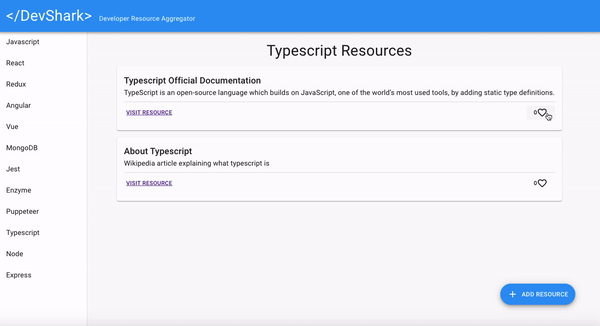 </DevShark> Developer Resource Aggregator
Javascript
React
Redux
Angular
Vue
MongoDB
Jest
Enzyme
Puppeteer
Typescript
Node
Express
Typescript Resources
Typescript Official Documentation
TypeScript is an open-source language which builds on JavaScript, one of the world's most used tools, by adding static type definitions.
VISIT RESOURCE 0
About Typescript
Wikipedia article explaining what typescript is
VISIT RESOURCE 0
+ ADD RESOURCE